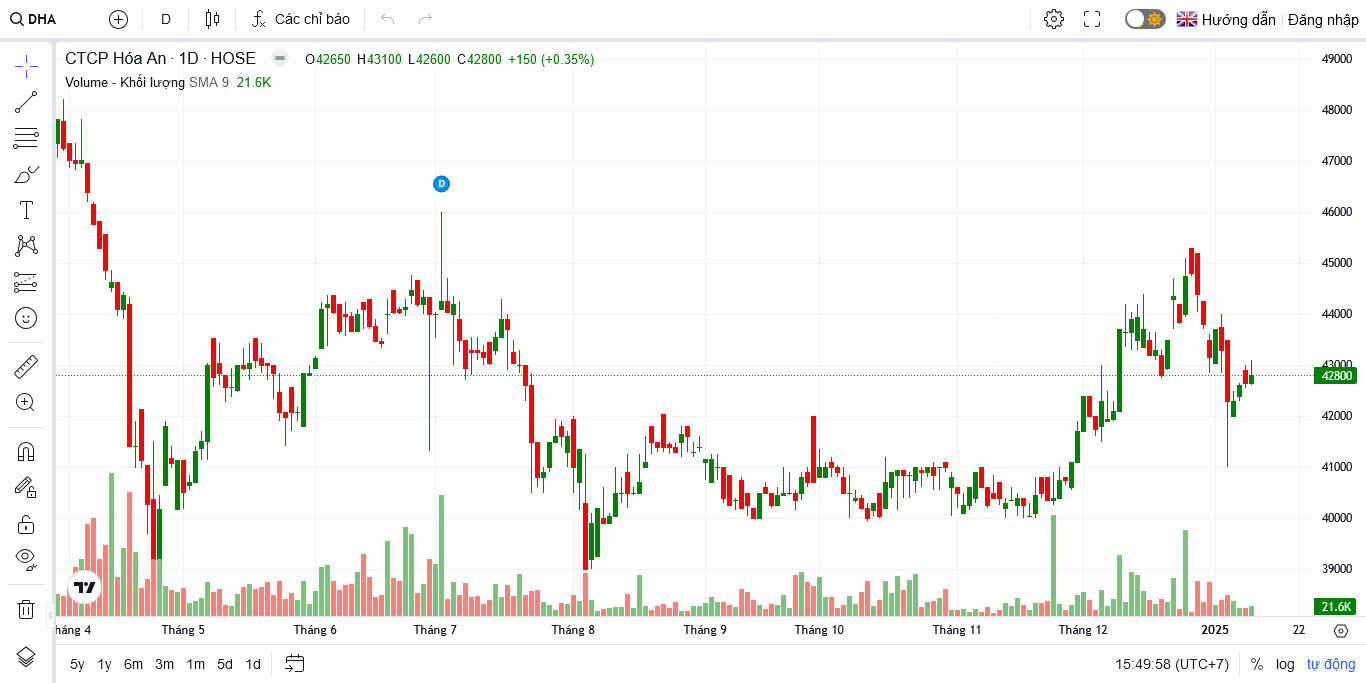 DHA D Các chỉ báo Hướng dẫn Đăng nhập
CTCP Hóa An · 1D · HOSE O42650 H43100 L42600 C42800 +150 (+0.35%)
Volume - Khối lượng SMA 9 21.6K
49000
48000
47000
D
46000
45000
44000
43000
42800
42000
41000
40000
39000
21.6K
háng 4 Tháng 5 Tháng 6 Tháng 7 Tháng 8 Tháng 9 Tháng 10 Tháng 11 Tháng 12 2025 22
5y 1y 6m 3m 1m 5d 1d 15:49:58 (UTC+7) % log tự động